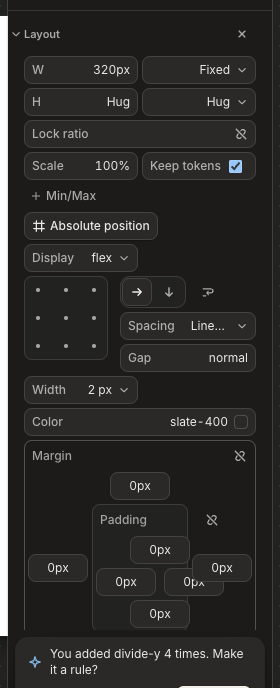 Layout
W 320px Fixed
H Hug Hug
Lock ratio
Scale 100% Keep tokens
Min/Max
Absolute position
Display flex
Spacing Line...
Gap normal
Width 2 px
Color slate-400
Margin
0px
Padding
0px
0px 0px
0px 0px
0px
You added divide-y 4 times. Make
it a rule?